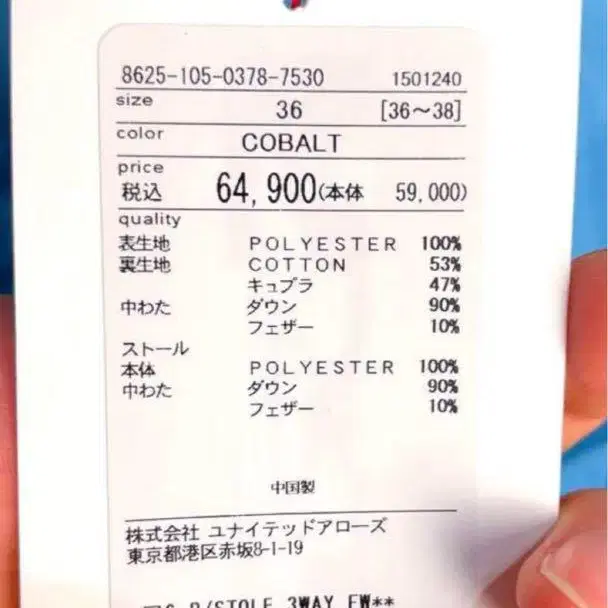 8625-105-0378-7530 1501240
size 36 [36～38]
color COBALT
price
税込 64,900(本体 59,000)
quality
表生地 POLYESTER 100%
裏生地 COTTON 53%
キュプラ 47%
中わた ダウン 90%
フェザー 10%
ストール
本体 POLYESTER 100%
中わた ダウン 90%
フェザー 10%
中国製
株式会社 ユナイテッドアローズ
東京都港区赤坂8-1-19
D/STOLE 3WAY FW**